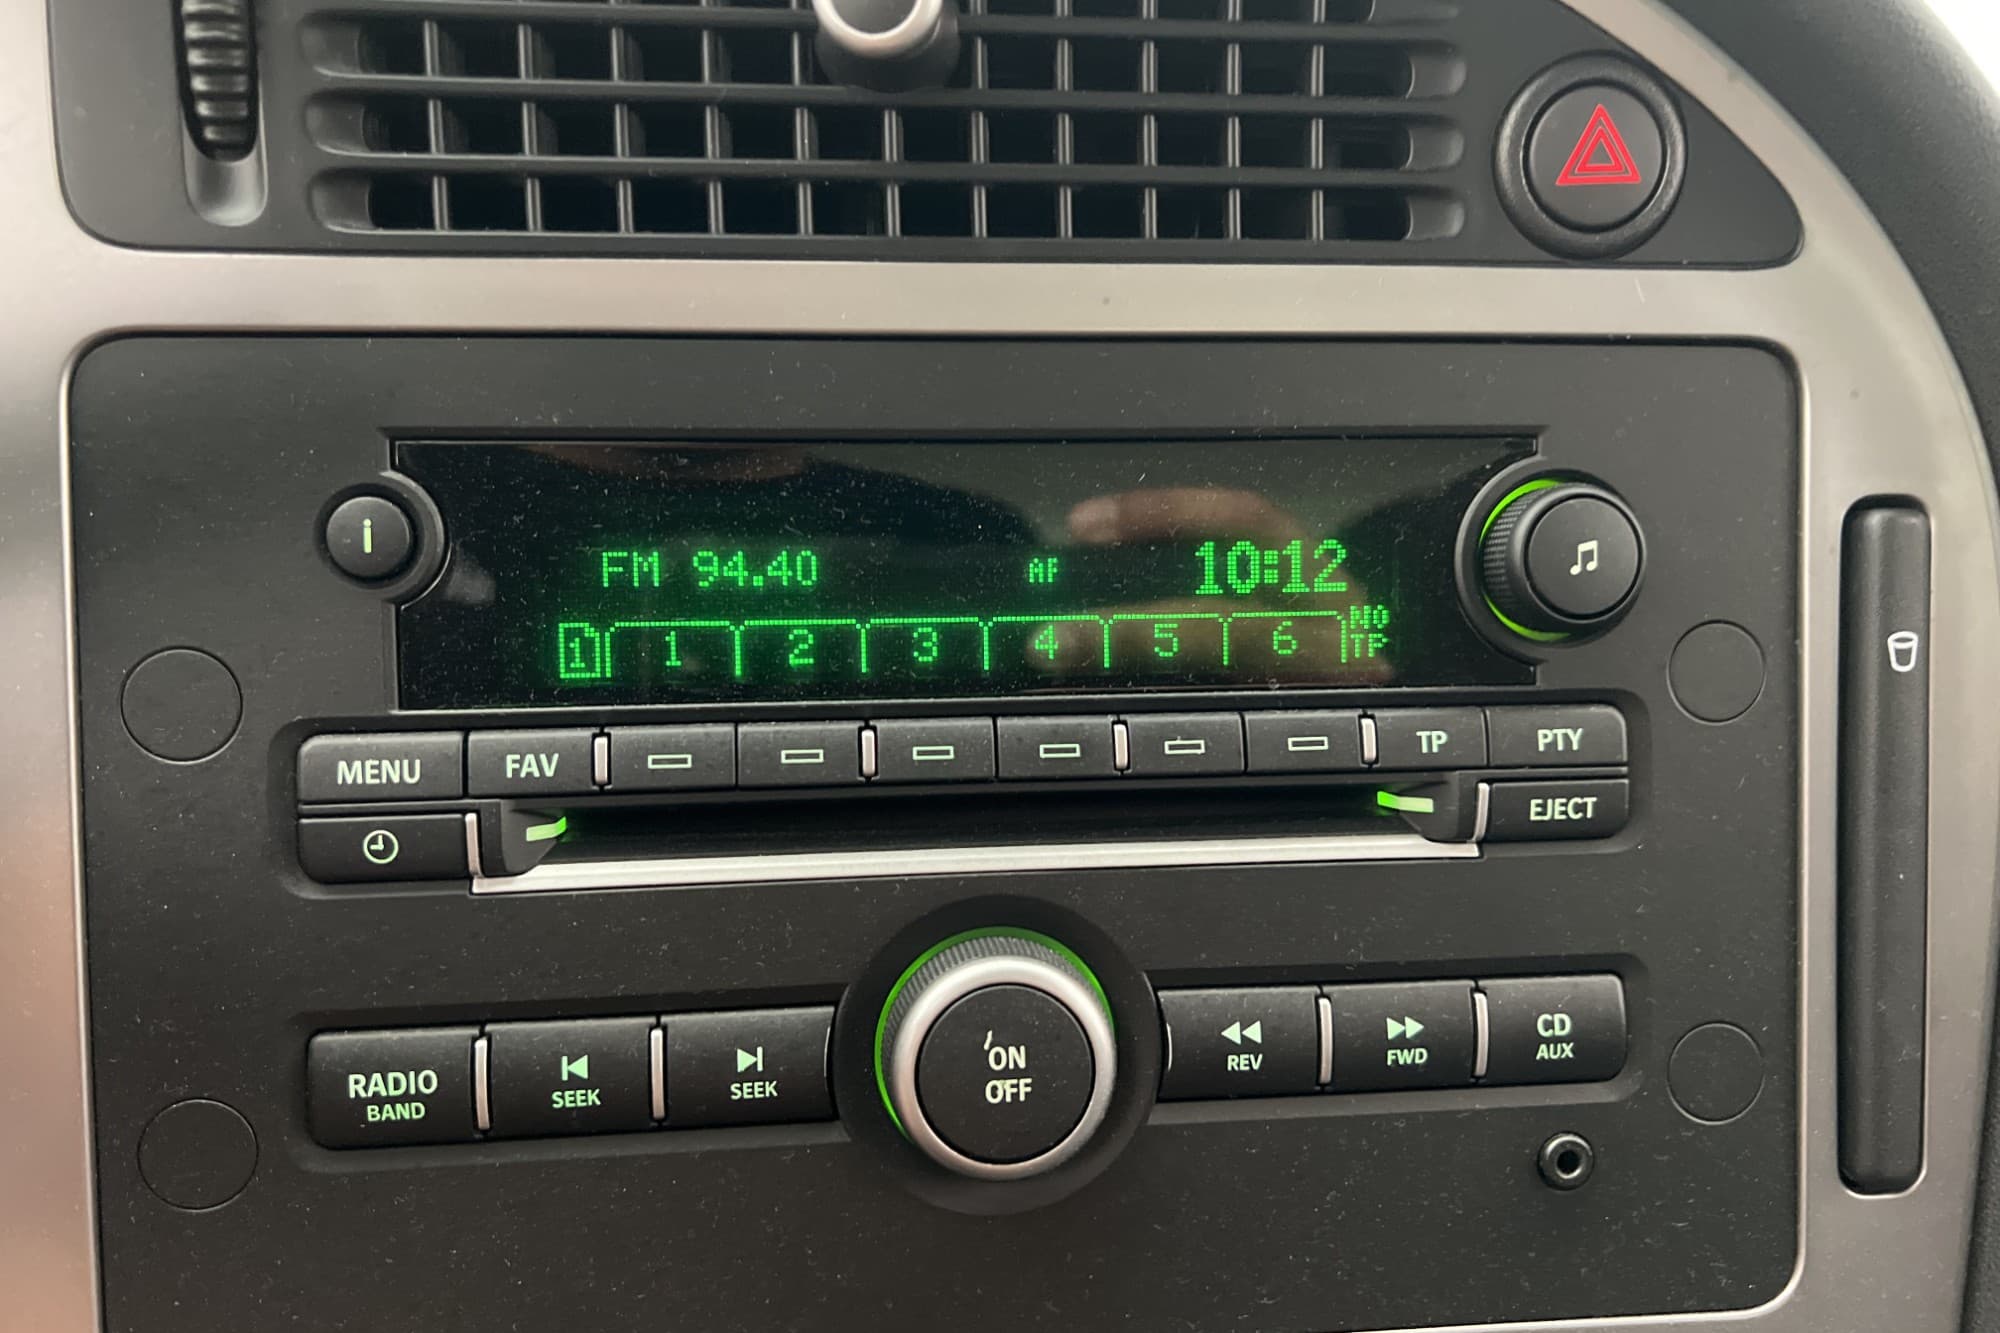 i
FM 94.40 AF 10:12
1 1 2 3 4 5 6 NO
TP
MENU FAV TP PTY
EJECT
RADIO
BAND
SEEK
SEEK
ON
OFF
REV
FWD
CD
AUX